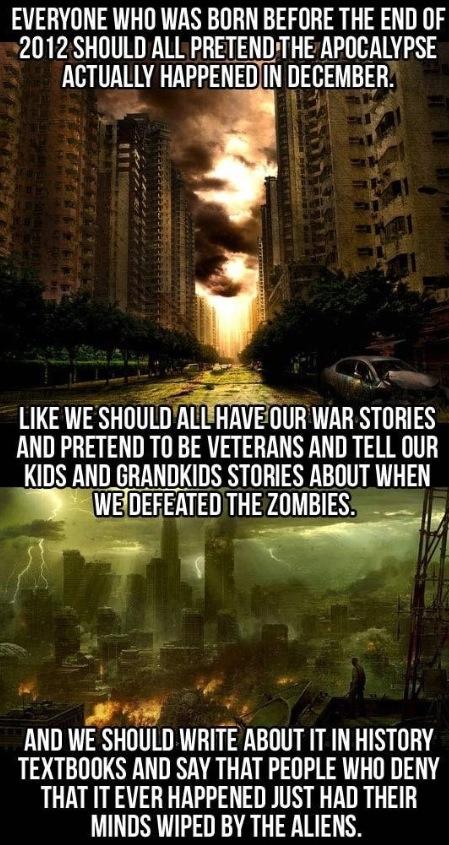 EVERYONE WHO WAS BORN BEFORE THE END OF
2012 SHOULD ALL PRETEND THE APOCALYPSE
ACTUALLY HAPPENED IN DECEMBER.
LIKE WE SHOULD ALL HAVE OUR WAR STORIES
AND PRETEND TO BE VETERANS AND TELL OUR
KIDS AND GRANDKIDS STORIES ABOUT WHEN
WE DEFEATED THE ZOMBIES.
AND WE SHOULD WRITE ABOUT IT IN HISTORY
TEXTBOOKS AND SAY THAT PEOPLE WHO DENY
THAT IT EVER HAPPENED JUST HAD THEIR
MINDS WIPED BY THE ALIENS.